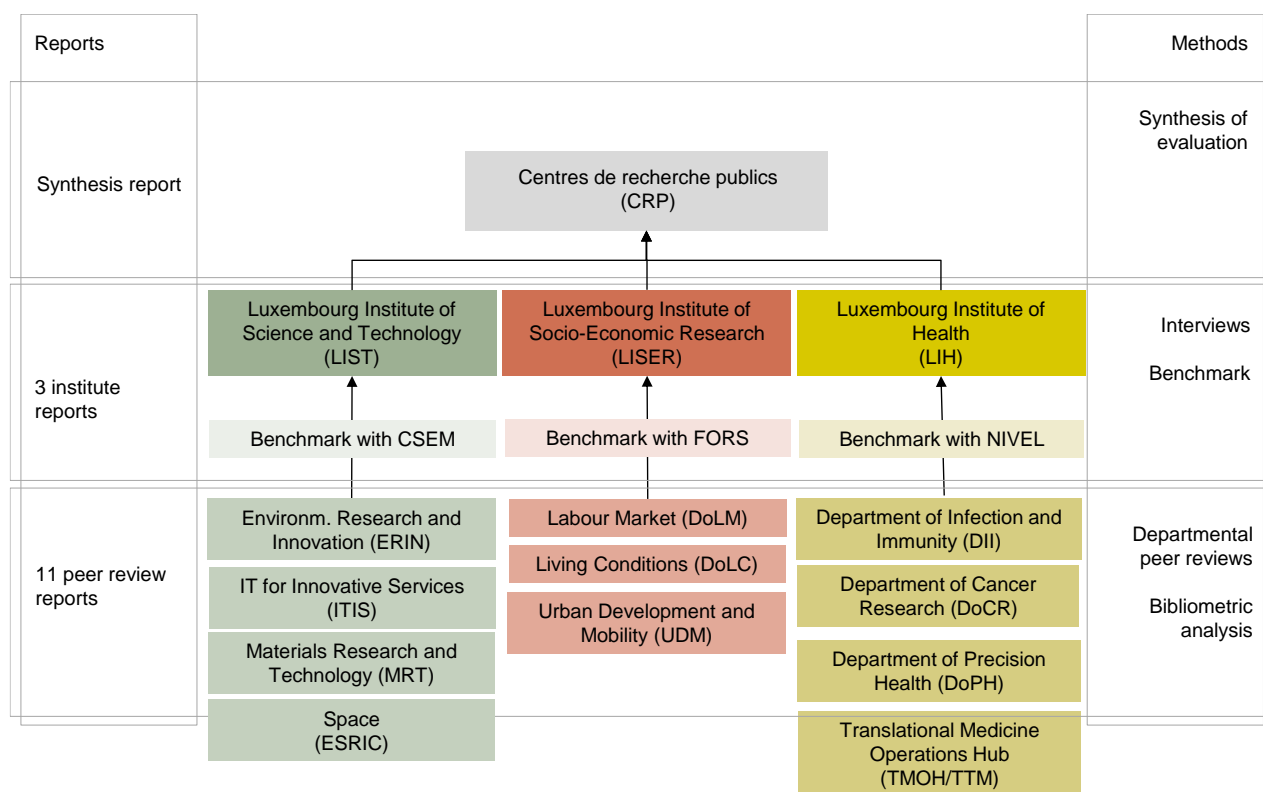 Reports
Methods
Synthesis of
evaluation
Synthesis report
Centres de recherche publics
(CRP)
3 institute
reports
Luxembourg Institute of
Science and Technology
(LIST)
Luxembourg Institute of
Socio-Economic Research
(LISER)
Luxembourg Institute of
Health
(LIH)
Interviews
Benchmark
Benchmark with CSEM
Benchmark with FORS
Benchmark with NIVEL
11 peer review
reports
Environm. Research and
Innovation (ERIN)
IT for Innovative Services
(ITIS)
Materials Research and
Technology (MRT)
Space
(ESRIC)
Labour Market (DoLM)
Living Conditions (DoLC)
Urban Development and
Mobility (UDM)
Department of Infection and
Immunity (DII)
Department of Cancer
Research (DoCR)
Department of Precision
Health (DoPH)
Translational Medicine
Operations Hub
(TMOH/TTM)
Departmental
peer reviews
Bibliometric
analysis